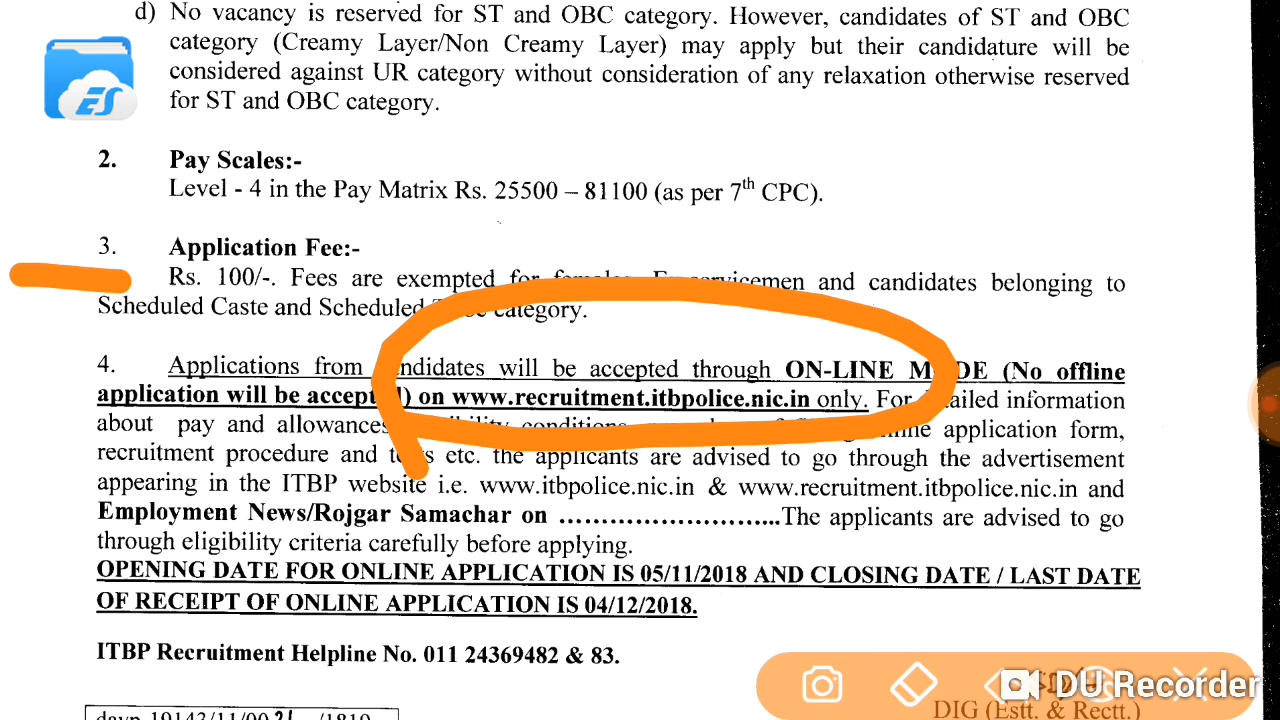 d) No vacancy is reserved for ST and OBC category. However, candidates of ST and OBC
category (Creamy Layer/Non Creamy Layer) may apply but their candidature will be
considered against UR category without consideration of any relaxation otherwise reserved
for ST and OBC category.
ES
2. Pay Scales:-
Level - 4 in the Pay Matrix Rs. 25500 – 81100 (as per 7th CPC).
3. Application Fee:-
Rs. 100/-. Fees are exempted for females, Ex-servicemen and candidates belonging to
Scheduled Caste and Scheduled category.
4. Applications from candidates will be accepted through ON-LINE MODE (No offline
application will be accepted) on www.recruitment.itbpolice.nic.in only. For detailed information
about pay and allowances conditions, application form,
recruitment procedure and tests etc. the applicants are advised to go through the advertisement
appearing in the ITBP website i.e. www.itbpolice.nic.in & www.recruitment.itbpolice.nic.in and
Employment News/Rojgar Samachar on ............................The applicants are advised to go
through eligibility criteria carefully before applying.
OPENING DATE FOR ONLINE APPLICATION IS 05/11/2018 AND CLOSING DATE / LAST DATE
OF RECEIPT OF ONLINE APPLICATION IS 04/12/2018.
ITBP Recruitment Helpline No. 011 24369482 & 83.
DU Recorder
DIG (Estt. & Rectt.)